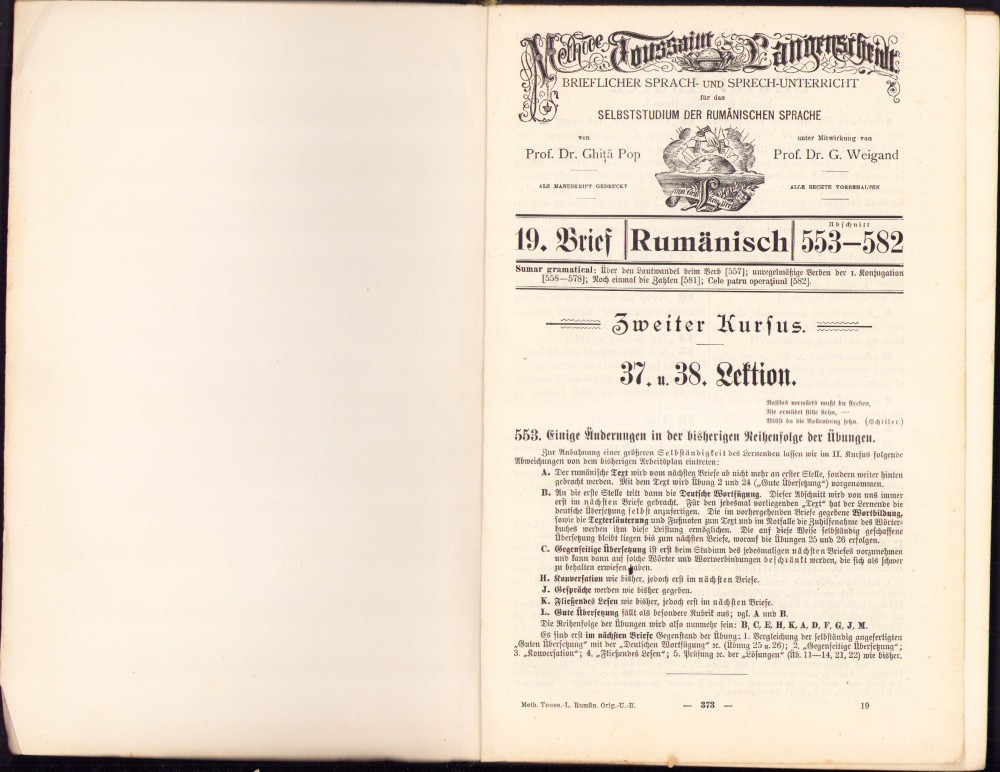 Methode Toussaint Langenscheidt
BRIEFLICHER SPRACH- UND SPRECH-UNTERRICHT
für das
SELBSTSTUDIUM DER RUMÄNISCHEN SPRACHE
von
Prof. Dr. Ghiță Pop
ALS MANUSKRIPT GEDRUCKT
unter Mitwirkung von
Prof. Dr. G. Weigand
ALLE RECHTE VORBEHALTEN
L
19. Brief
Rumänisch
Abschnitt
553—582
Sumar gramatical: Über den Lautwandel beim Verb [557]; unregelmäßige Verben der 1. Konjugation
[558—578]; Noch einmal die Zahlen [581]; Cele patru operațiuni [582].
Zweiter Kursus.
37. u. 38. Lektion.
Rastlos vorwärts mußt du streben,
Nie ermüdet stille stehn, —
Willst du die Vollendung sehn. (Schiller.)
553. Einige Änderungen in der bisherigen Reihenfolge der Übungen.
Zur Anbahnung einer größeren Selbständigkeit des Lernenden lassen wir im II. Kursus folgende
Abweichungen von dem bisherigen Arbeitsplan eintreten:
A. Der rumänische Text wird vom nächsten Briefe ab nicht mehr an erster Stelle, sondern weiter hinten
gebracht werden. Mit dem Text wird Übung 2 und 24 („Gute Übersetzung“) vorgenommen.
B. An die erste Stelle tritt dann die Deutsche Wortfügung. Dieser Abschnitt wird von uns immer
erst im nächsten Briefe gebracht. Für den jedesmal vorliegenden „Text“ hat der Lernende die
deutsche Übersetzung selbst anzufertigen. Die im vorhergehenden Briefe gegebene Wortbildung,
sowie die Texterläuterung und Fußnoten zum Text und im Notfalle die Zuhilfenahme des Wörter-
buches werden ihm diese Leistung ermöglichen. Die auf diese Weise selbständig geschaffene
Übersetzung bleibt liegen bis zum nächsten Briefe, worauf die Übungen 25 und 26 erfolgen.
C. Gegenseitige Übersetzung ist erst beim Studium des jedesmaligen nächsten Briefes vorzunehmen
und kann dann auf solche Wörter und Wortverbindungen beschränkt werden, die sich als schwer
zu behalten erwiesen haben.
H. Konversation wie bisher, jedoch erst im nächsten Briefe.
J. Gespräche werden wie bisher gegeben.
K. Fließendes Lesen wie bisher, jedoch erst im nächsten Briefe.
L. Gute Übersetzung fällt als besondere Rubrik aus; vgl. A und B.
Die Reihenfolge der Übungen wird also nunmehr sein: B, C, E, H, K, A, D, F, G, J, M.
Es sind erst im nächsten Briefe Gegenstand der Übung: 1. Vergleichung der selbständig angefertigten
„Guten Übersetzung“ mit der „Deutschen Wortfügung“ ꝛc. (Übung 25 u. 26); 2. „Gegenseitige Übersetzung“;
3. „Konversation“; 4. „Fließendes Lesen“; 5. Prüfung ꝛc. der „Lösungen“ (Üb. 11—14, 21, 22) wie bisher.
Meth. Touss.-L. Rumän. Orig.-U.-B.
— 373 —
19